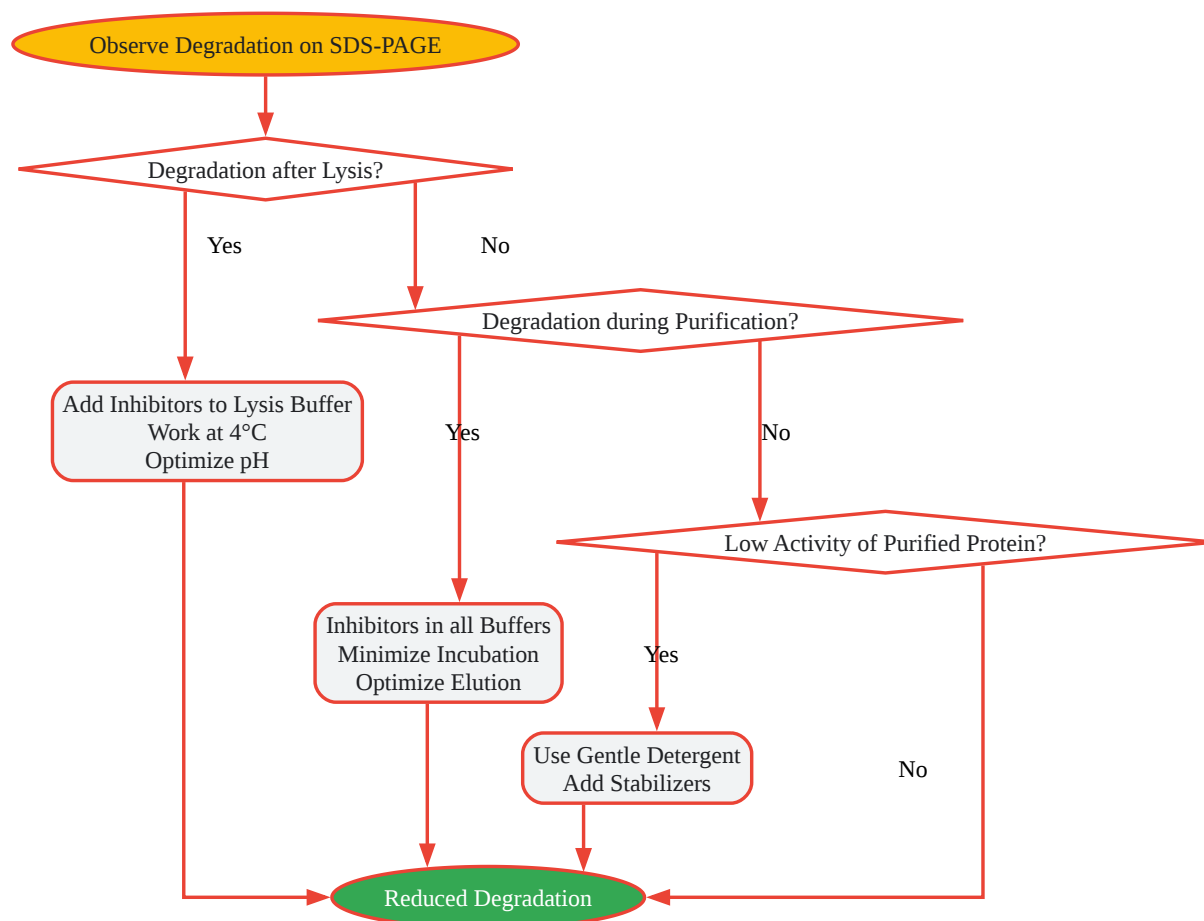 Observe Degradation on SDS-PAGE
Degradation after Lysis?
Yes
No
Degradation during Purification?
Add Inhibitors to Lysis Buffer
Work at 4°C
Optimize pH
Yes
No
Low Activity of Purified Protein?
Inhibitors in all Buffers
Minimize Incubation
Optimize Elution
Yes
Use Gentle Detergent
Add Stabilizers
No
Reduced Degradation